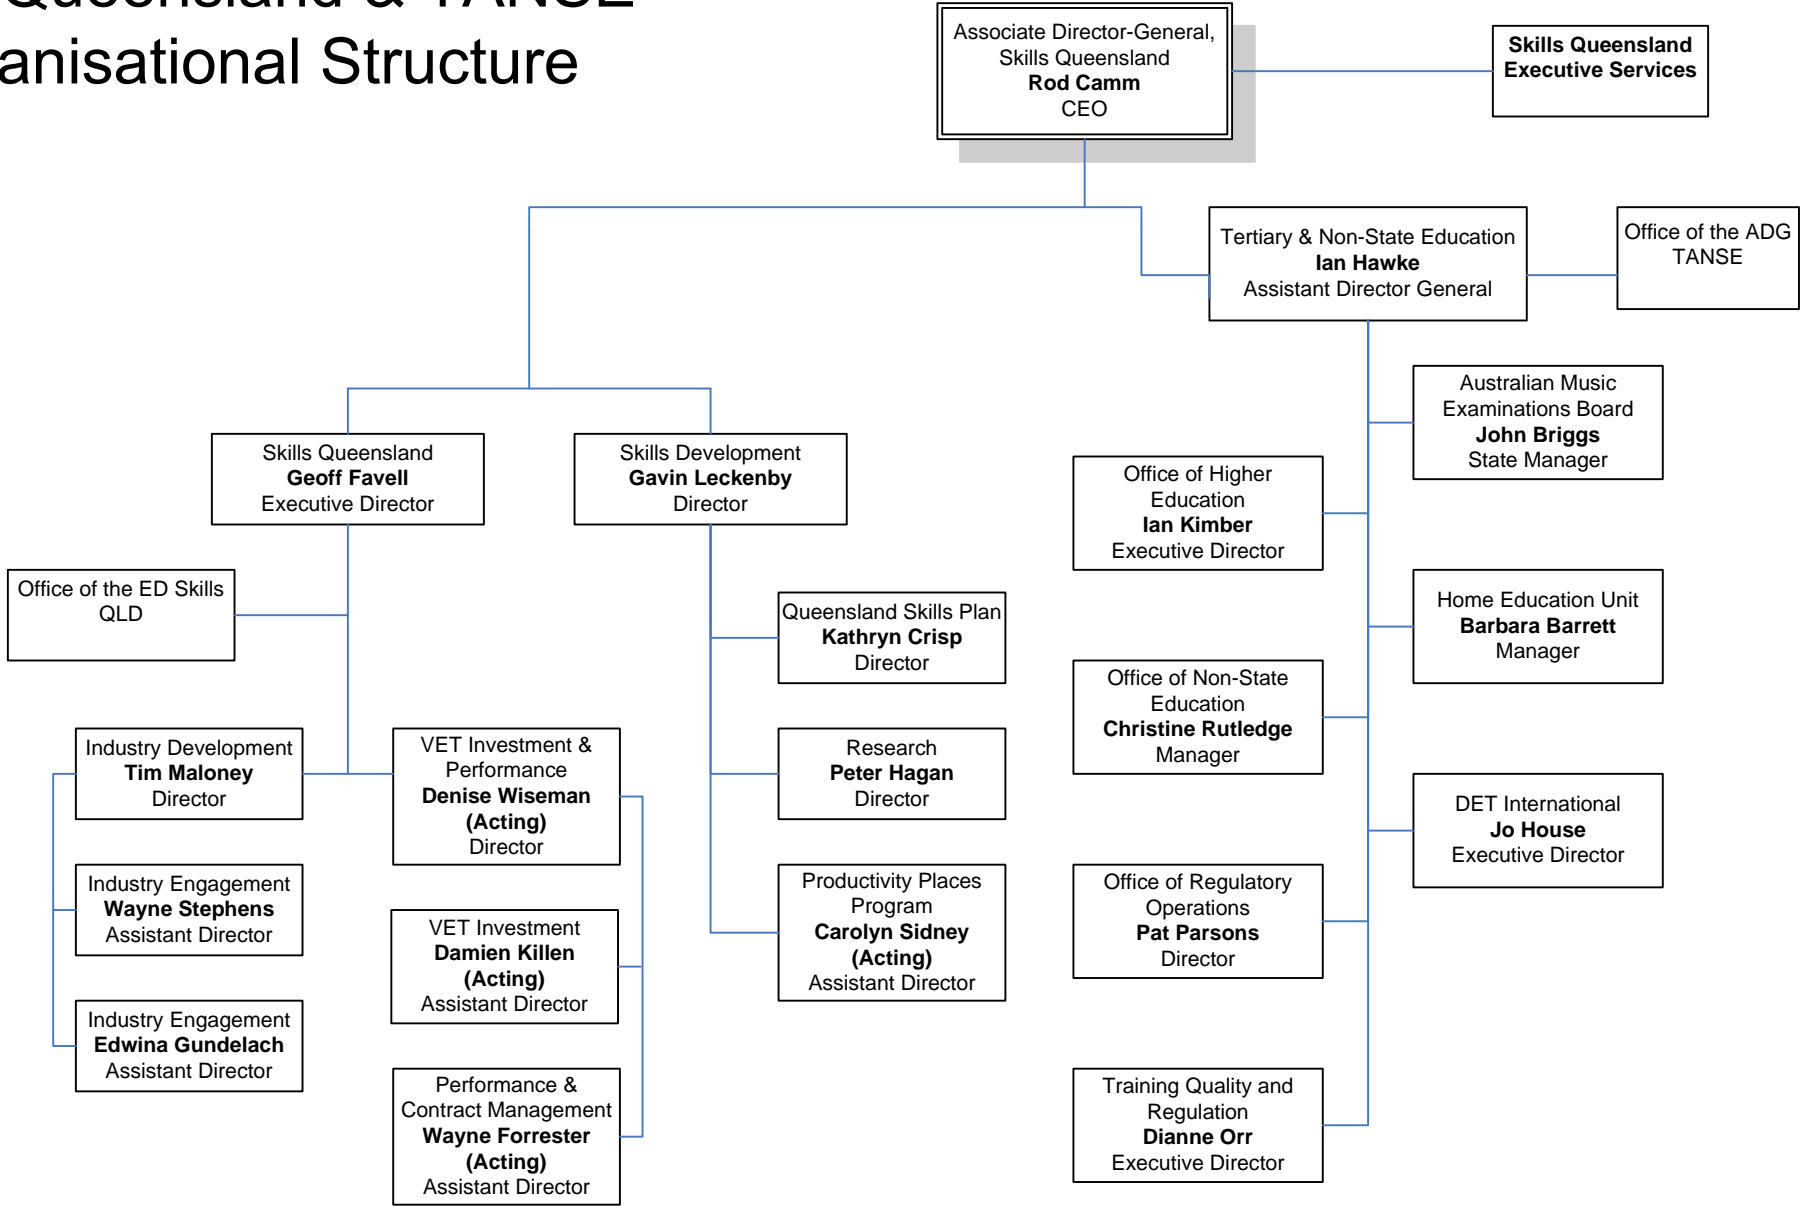 Queensland & TANSE
anisational Structure
Associate Director-General,
Skills Queensland
Rod Camm
CEO
Skills Queensland
Executive Services
Tertiary & Non-State Education
Ian Hawke
Assistant Director General
Office of the ADG
TANSE
Australian Music
Examinations Board
John Briggs
State Manager
Skills Queensland
Geoff Favell
Executive Director
Skills Development
Gavin Leckenby
Director
Office of Higher
Education
Ian Kimber
Executive Director
Office of the ED Skills
QLD
Queensland Skills Plan
Kathryn Crisp
Director
Home Education Unit
Barbara Barrett
Manager
Office of Non-State
Education
Christine Rutledge
Manager
Industry Development
Tim Maloney
Director
VET Investment &
Performance
Denise Wiseman
(Acting)
Director
Research
Peter Hagan
Director
DET International
Jo House
Executive Director
Industry Engagement
Wayne Stephens
Assistant Director
VET Investment
Damien Killen
(Acting)
Assistant Director
Productivity Places
Program
Carolyn Sidney
(Acting)
Assistant Director
Office of Regulatory
Operations
Pat Parsons
Director
Industry Engagement
Edwina Gundelach
Assistant Director
Performance &
Contract Management
Wayne Forrester
(Acting)
Assistant Director
Training Quality and
Regulation
Dianne Orr
Executive Director